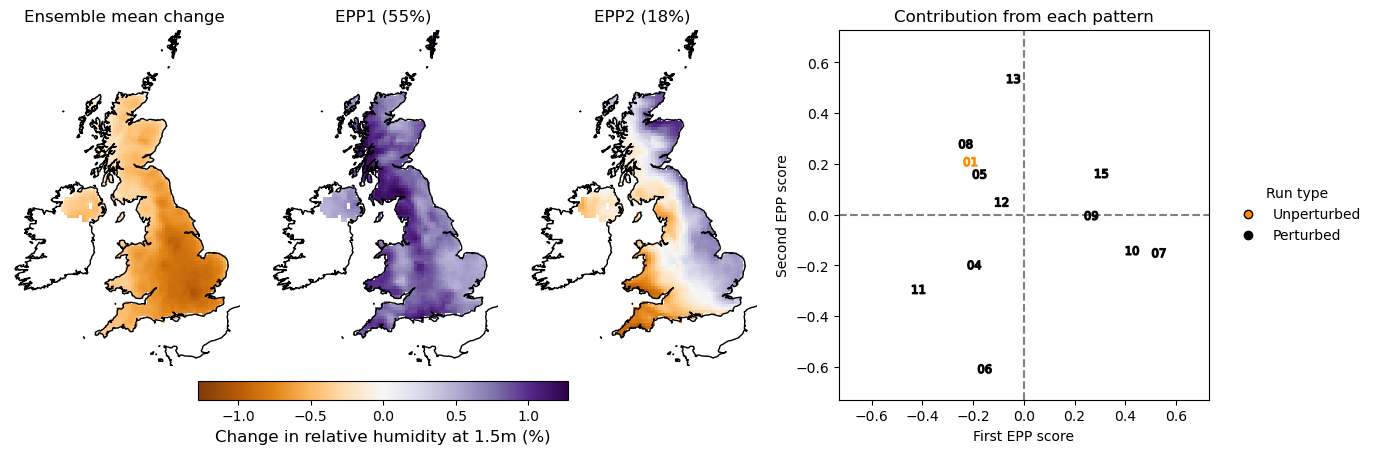 Ensemble mean change
EPP1 (55%)
EPP2 (18%)
Contribution from each pattern
−1.0 −0.5 0.0 0.5 1.0
Change in relative humidity at 1.5m (%)
Second EPP score
0.6
0.4
0.2
0.0
−0.2
−0.4
−0.6
13
08
01
05
15
12
09
10
07
04
11
06
−0.6 −0.4 −0.2 0.0 0.2 0.4 0.6
First EPP score
Run type
Unperturbed
Perturbed